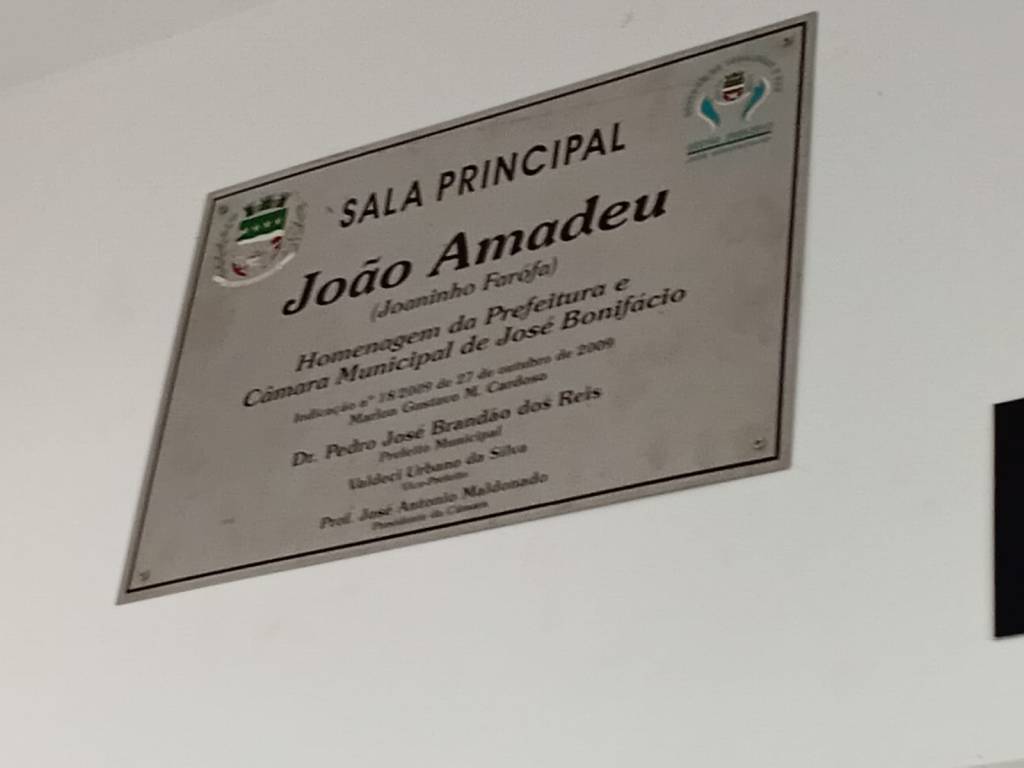 SALA PRINCIPAL
João Amadeu
(Joaninho Farófa)
Homenagem da Prefeitura e
Câmara Municipal de José Bonifácio
Indicação nº 18/2009 de 27 de outubro de 2009
Marlon Gustavo M. Cardoso
Dr. Pedro José Brandão dos Reis
Prefeito Municipal
Valdeci Urbano da Silva
Vice-Prefeito
Prof. José Antonio Maldonado
Presidente da Câmara